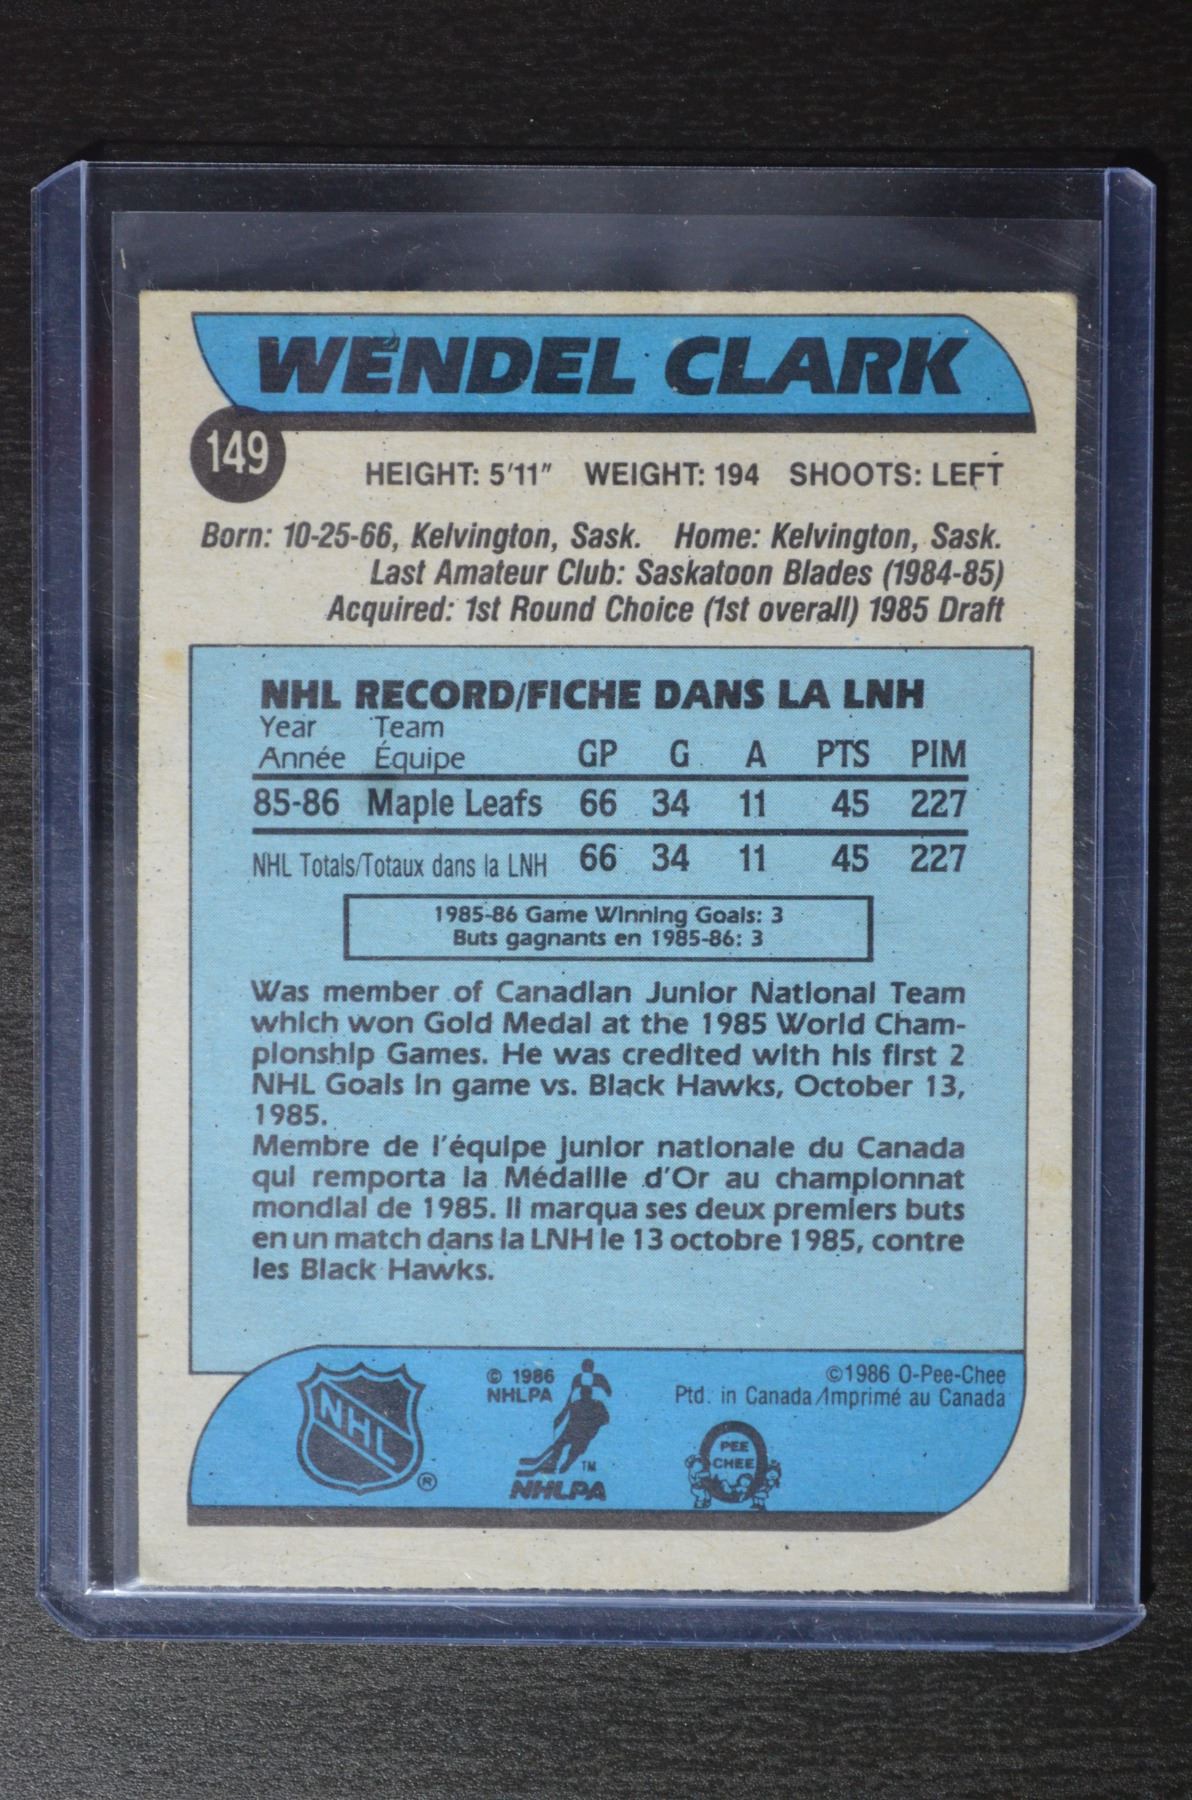 WENDEL CLARK
149
HEIGHT: 5'11" WEIGHT: 194 SHOOTS: LEFT
Born: 10-25-66, Kelvington, Sask. Home: Kelvington, Sask.
Last Amateur Club: Saskatoon Blades (1984-85)
Acquired: 1st Round Choice (1st overall) 1985 Draft
NHL RECORD/FICHE DANS LA LNH
Year Team
Année Équipe GP G A PTS PIM
85-86 Maple Leafs 66 34 11 45 227
NHL Totals/Totaux dans la LNH 66 34 11 45 227
1985-86 Game Winning Goals: 3
Buts gagnants en 1985-86: 3
Was member of Canadian Junior National Team
which won Gold Medal at the 1985 World Cham-
pionship Games. He was credited with his first 2
NHL Goals in game vs. Black Hawks, October 13,
1985.
Membre de l'équipe junior nationale du Canada
qui remporta la Médaille d'Or au championnat
mondial de 1985. Il marqua ses deux premiers buts
en un match dans la LNH le 13 octobre 1985, contre
les Black Hawks.
NHL
®
© 1986
NHLPA
TM
NHLPA
©1986 O-Pee-Chee
Ptd. in Canada/Imprimé au Canada
PEE
CHEE